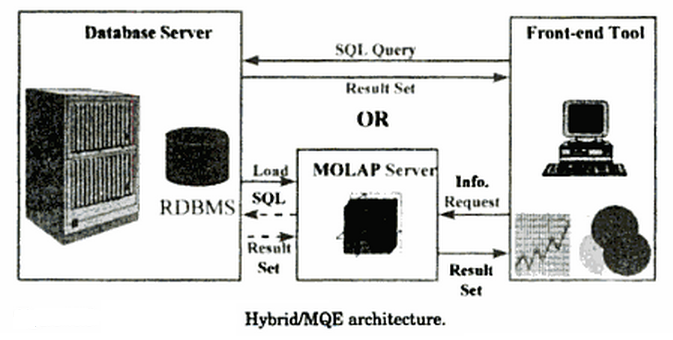 Database Server
Front-end Tool
SQL Query
Result Set
OR
RDBMS
Load
SQL
Result
Set
MOLAP Server
Info.
Request
Result
Set
Hybrid/MQE architecture.